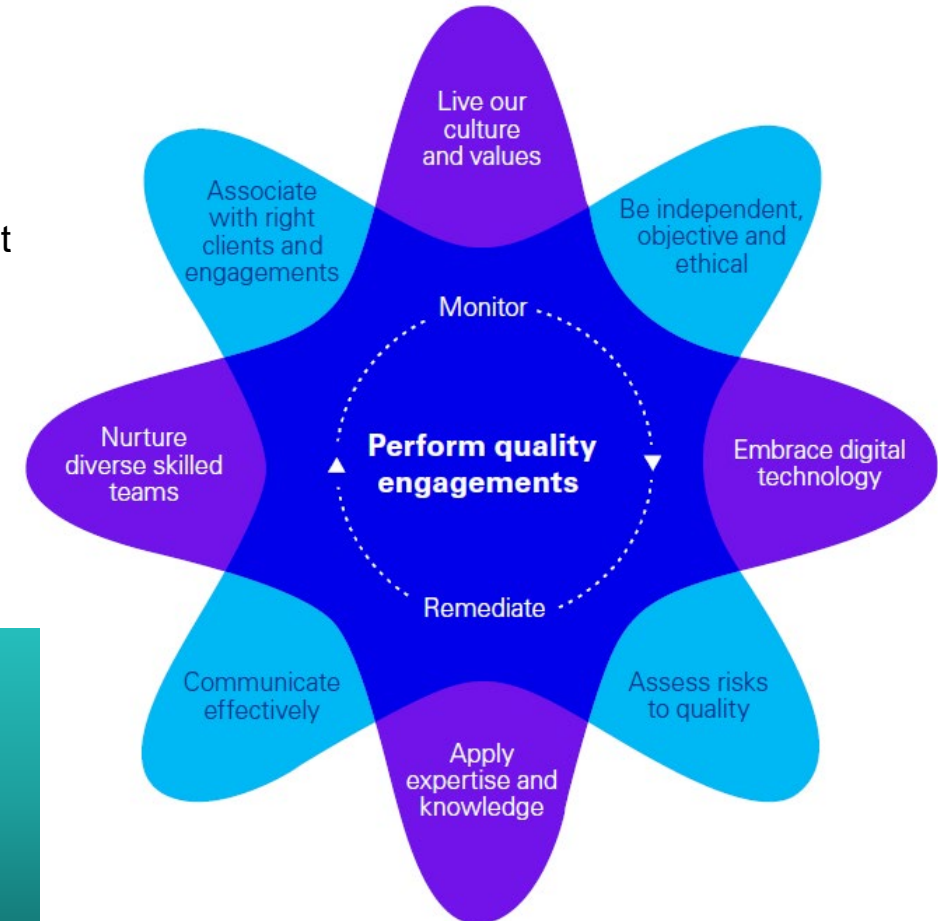 Live our
culture
and values
Associate
with right
clients and
engagements
Be independent,
objective and
ethical
t
Monitor
Nurture
diverse skilled
teams
Perform quality
engagements
Embrace digital
technology
Remediate
Communicate
effectively
Assess risks
to quality
Apply
expertise and
knowledge